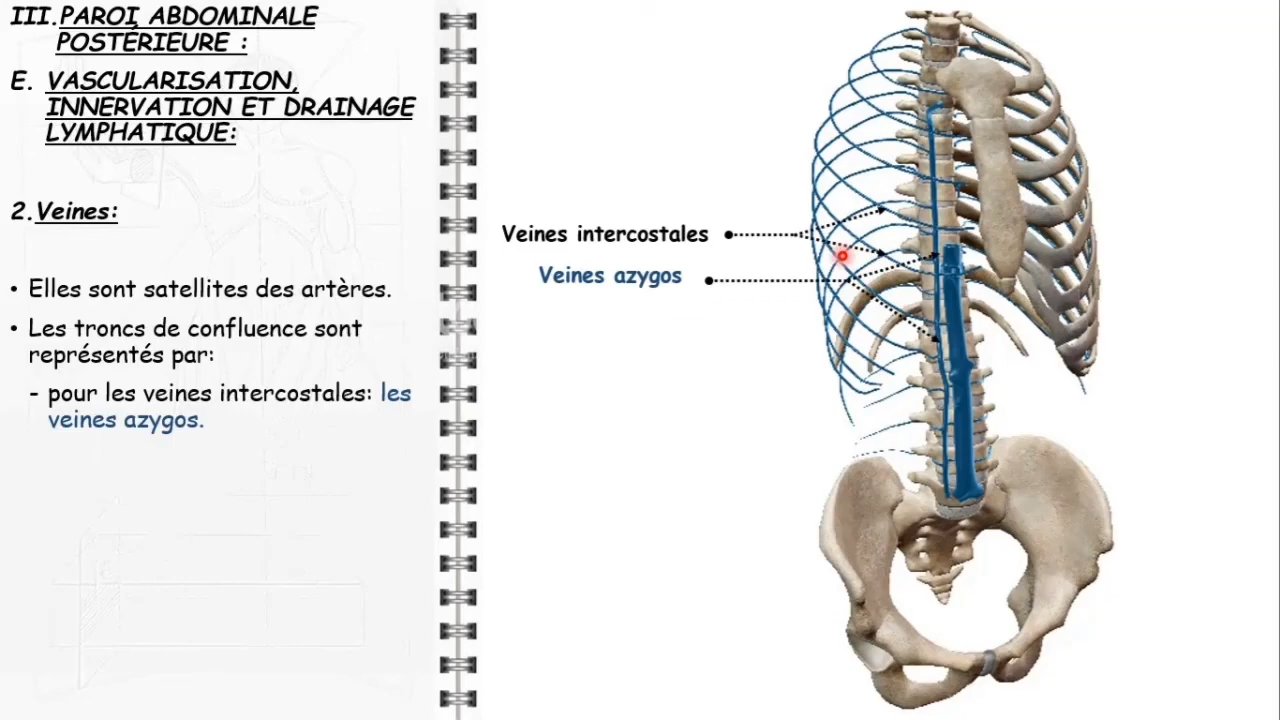 III. PAROI ABDOMINALE
POSTÉRIEURE :
E. VASCULARISATION,
INNERVATION ET DRAINAGE
LYMPHATIQUE:
2. Veines:
• Elles sont satellites des artères.
• Les troncs de confluence sont
représentés par:
- pour les veines intercostales: les
veines azygos.
Veines intercostales
Veines azygos